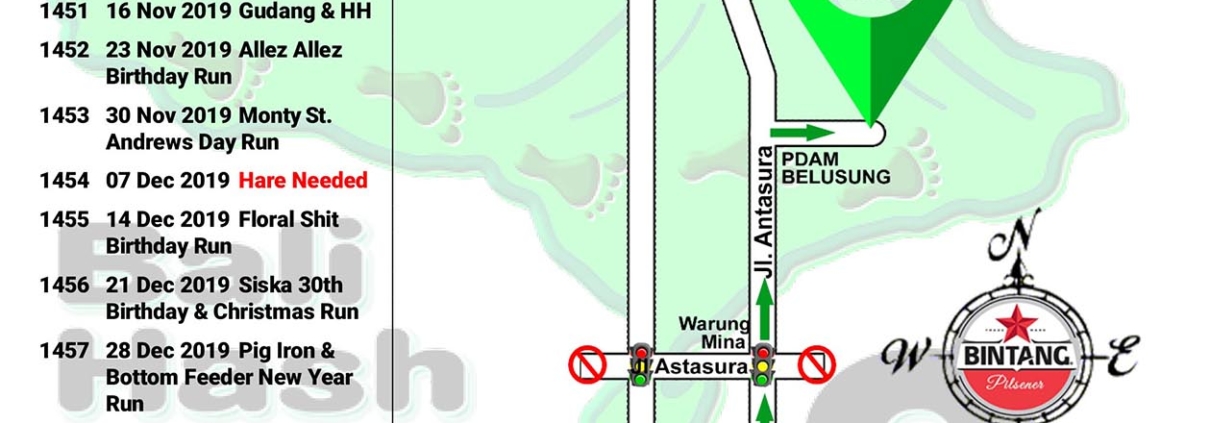 1451 16 Nov 2019 Gudang & HH
1452 23 Nov 2019 Allez Allez
Birthday Run
1453 30 Nov 2019 Monty St.
Andrews Day Run
1454 07 Dec 2019 Hare Needed
1455 14 Dec 2019 Floral Shit
Birthday Run
1456 21 Dec 2019 Siska 30th
Birthday & Christmas Run
1457 28 Dec 2019 Pig Iron &
Bottom Feeder New Year
Run
Bali
Hash
PDAM
BELUSUNG
Jl. Antasura
Warung
Mina
Jl Astasura
N
W
E
BINTANG
Pilsener